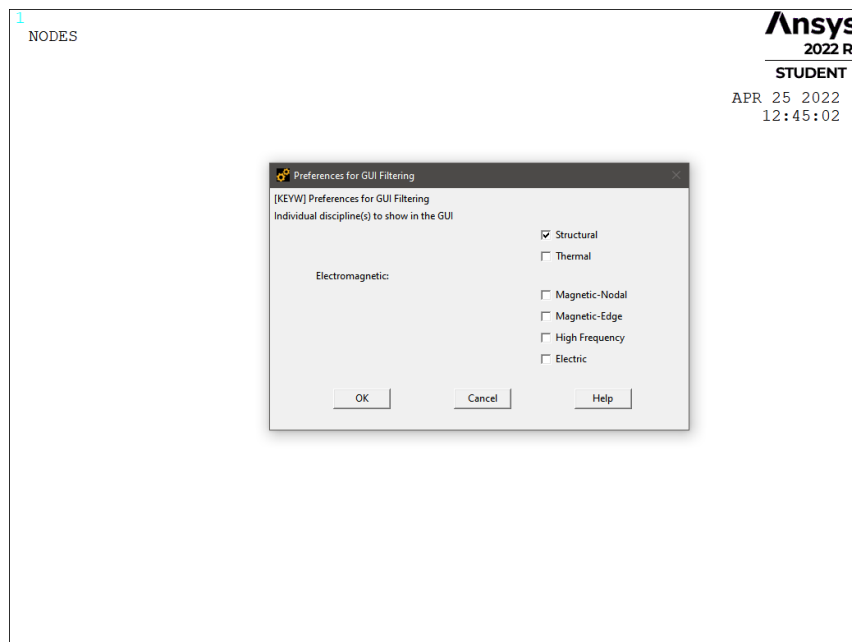 1
NODES
Ansys
2022 R
STUDENT
APR 25 2022
12:45:02
Preferences for GUI Filtering
[KEYW] Preferences for GUI Filtering
Individual discipline(s) to show in the GUI
Structural
Thermal
Electromagnetic:
Magnetic-Nodal
Magnetic-Edge
High Frequency
Electric
OK Cancel Help